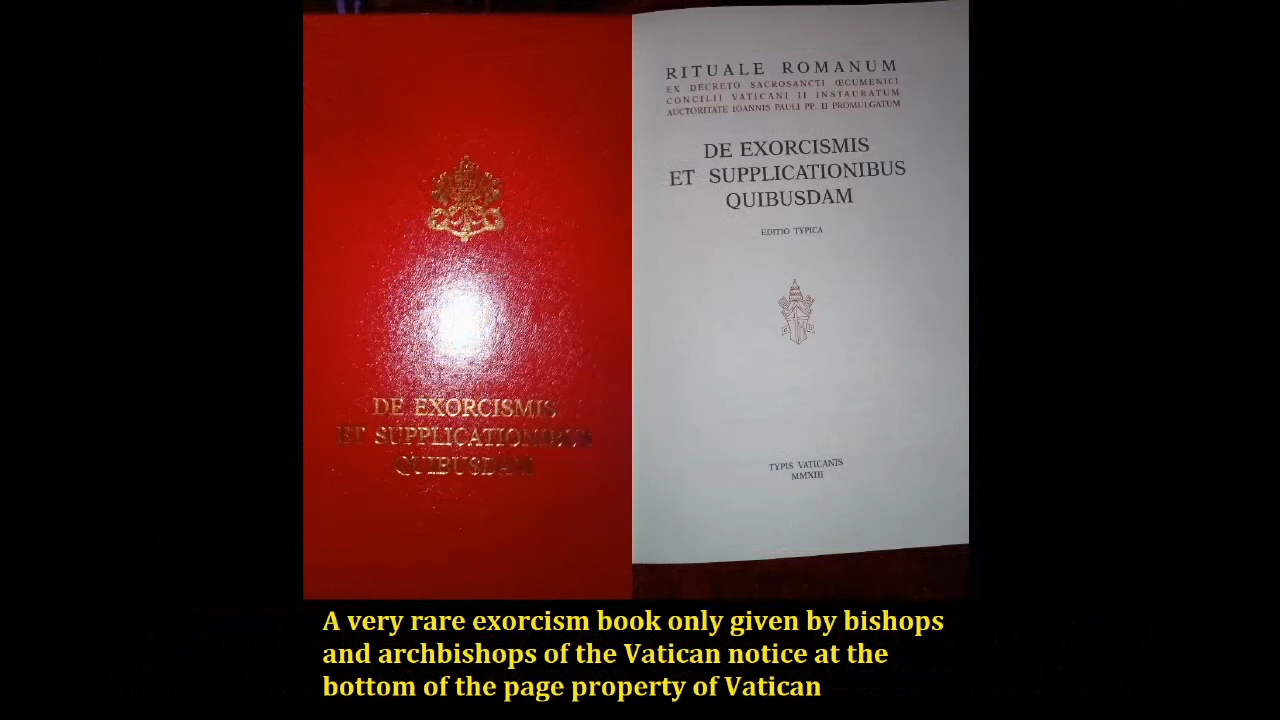 DE EXORCISMIS
ET SUPPLICATIONIBUS
QUIBUSDAM
RITUALE ROMANUM
EX DECRETO SACROSANCTI ŒCUMENICI
CONCILII VATICANI II INSTAURATUM
AUCTORITATE IOANNIS PAULI PP. II PROMULGATUM
DE EXORCISMIS
ET SUPPLICATIONIBUS
QUIBUSDAM
EDITIO TYPICA
TYPIS VATICANIS
MMXIII
A very rare exorcism book only given by bishops
and archbishops of the Vatican notice at the
bottom of the page property of Vatican